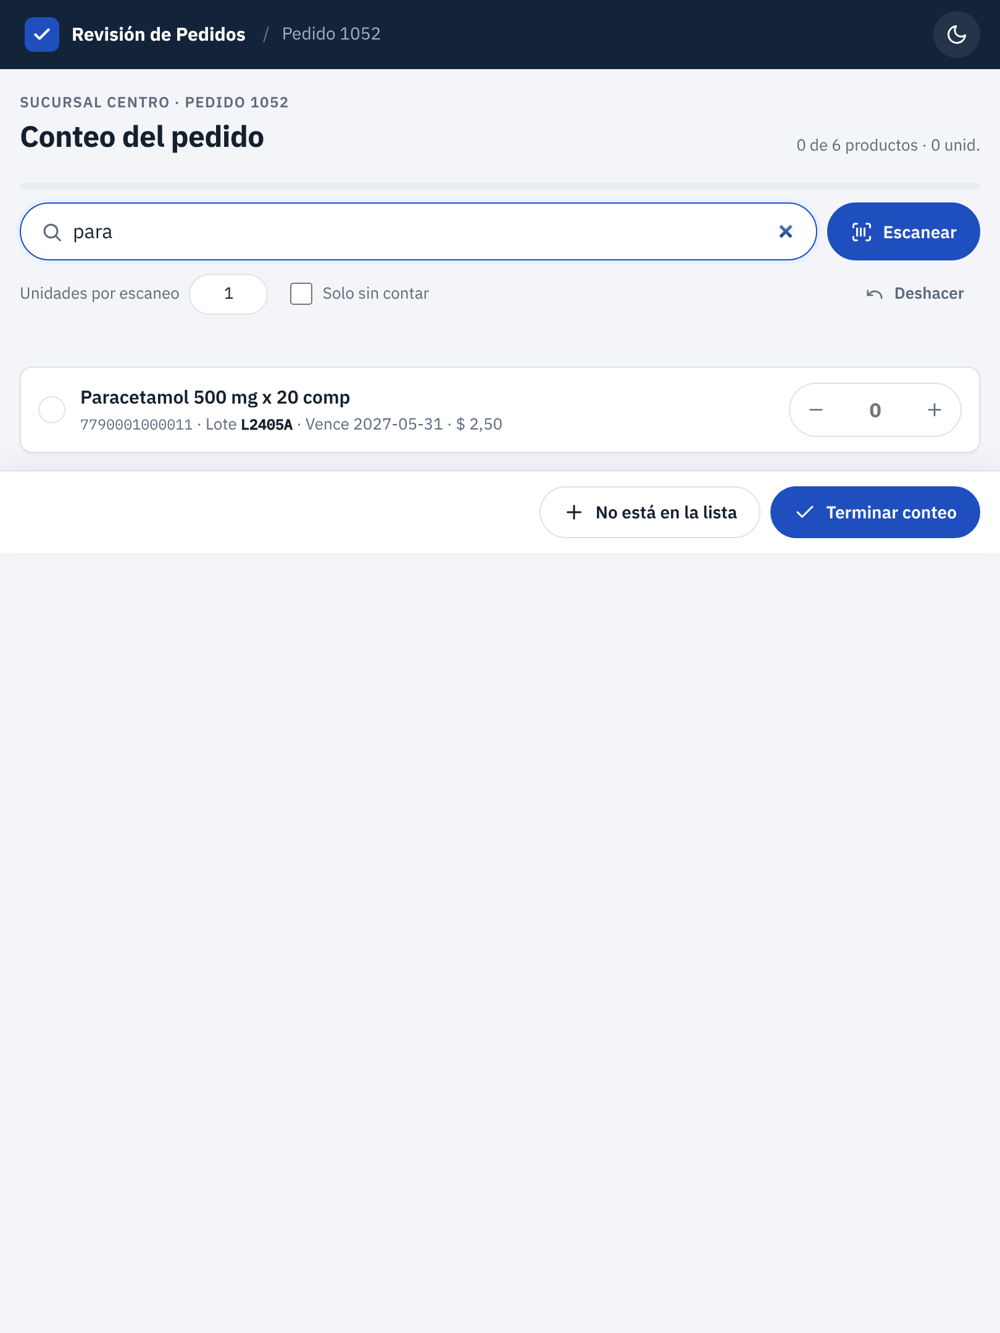 Revisión de Pedidos / Pedido 1052
SUCURSAL CENTRO · PEDIDO 1052
Conteo del pedido
0 de 6 productos · 0 unid.
para
Escanear
Unidades por escaneo 1 Solo sin contar Deshacer
Paracetamol 500 mg x 20 comp
7790001000011 · Lote L2405A · Vence 2027-05-31 · $ 2,50
0
No está en la lista
Terminar conteo